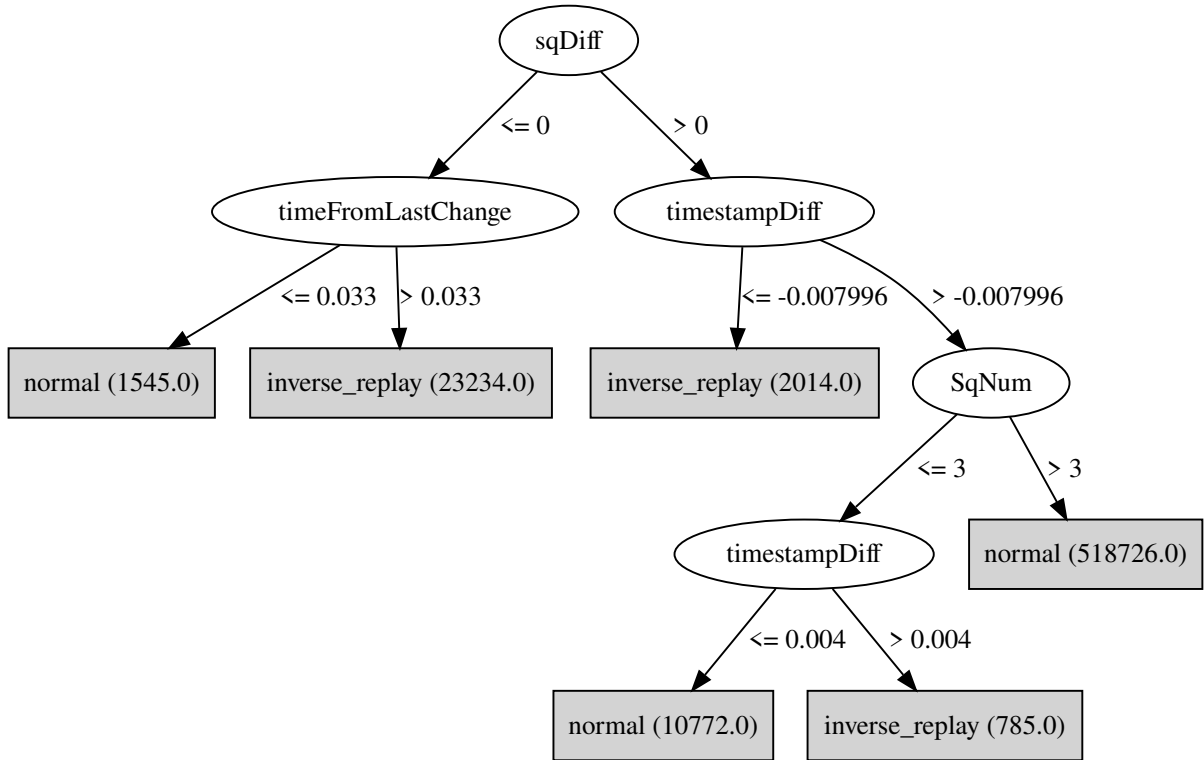 sqDiff
<= 0
> 0
timeFromLastChange
timestampDiff
<= 0.033
> 0.033
<= -0.007996
> -0.007996
normal (1545.0)
inverse_replay (23234.0)
inverse_replay (2014.0)
SqNum
<= 3
> 3
timestampDiff
normal (518726.0)
<= 0.004
> 0.004
normal (10772.0)
inverse_replay (785.0)